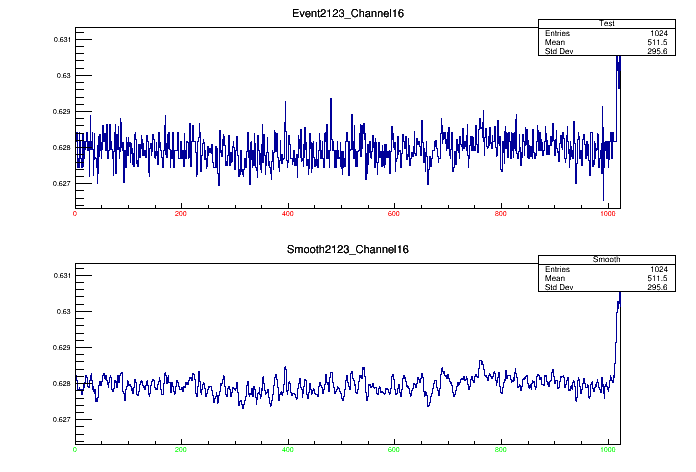 Event2123_Channel16
Test
Entries 1024
Mean 511.5
Std Dev 295.6
0.631
0.63
0.629
0.628
0.627
0 200 400 600 800 1000
Smooth2123_Channel16
Smooth
Entries 1024
Mean 511.5
Std Dev 295.6
0.631
0.63
0.629
0.628
0.627
0 200 400 600 800 1000